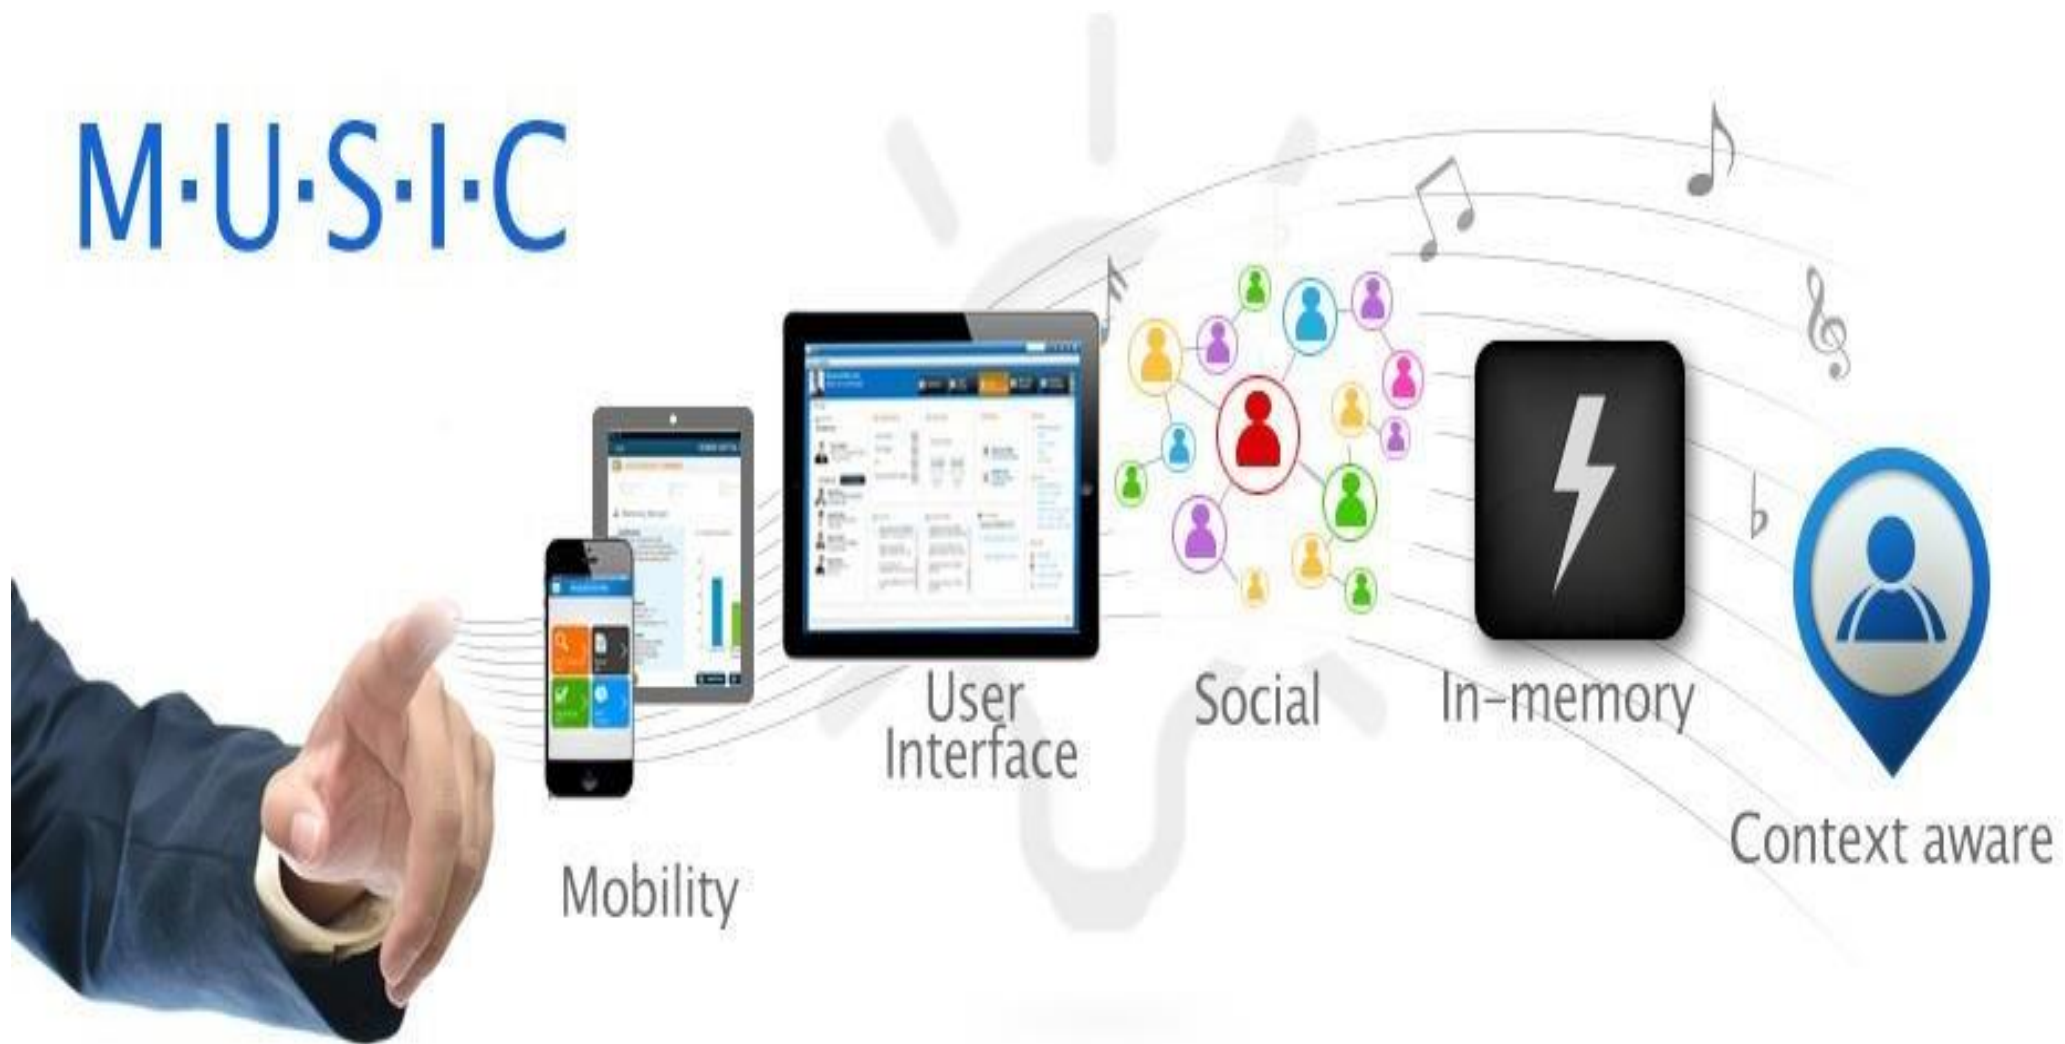 M·U·S·I·C
Mobility
User
Interface
Social
In-memory
Context aware